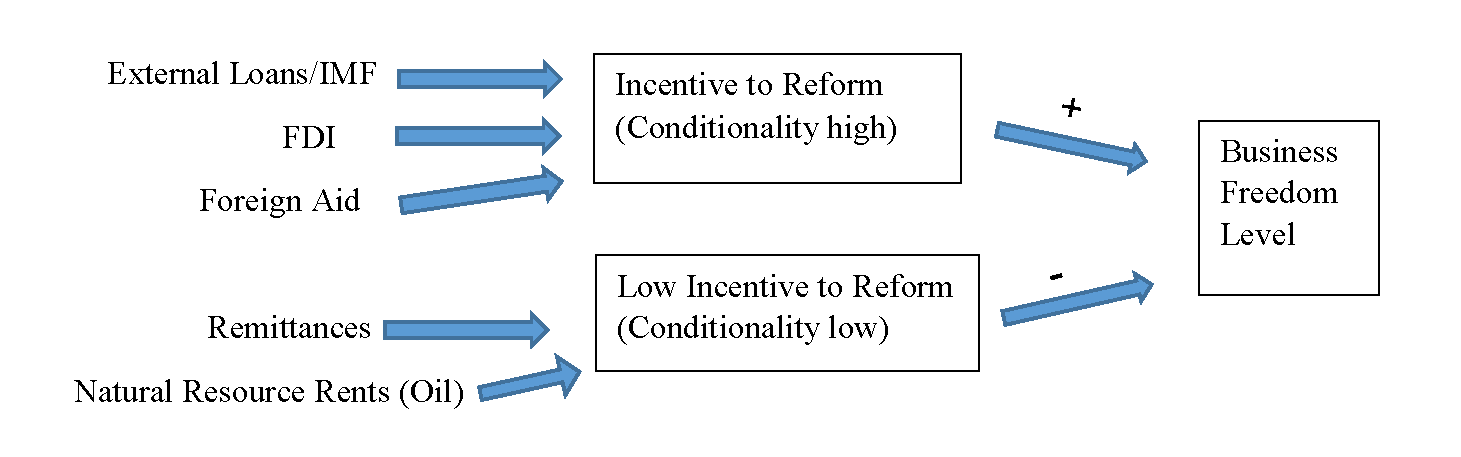 External Loans/IMF
FDI
Foreign Aid
Incentive to Reform
(Conditionality high)
+
Remittances
Natural Resource Rents (Oil)
Low Incentive to Reform
(Conditionality low)
-
Business
Freedom
Level